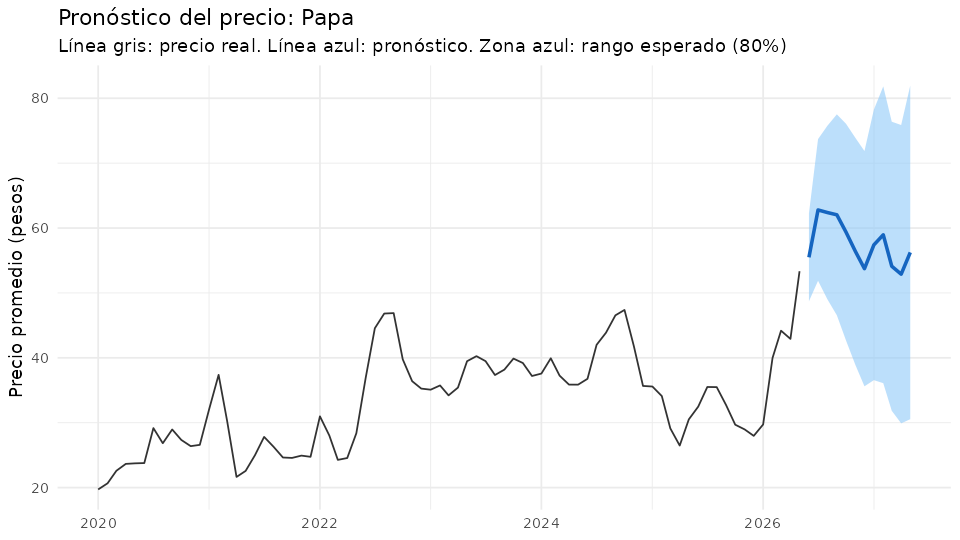 Pronóstico del precio: Papa
Línea gris: precio real. Línea azul: pronóstico. Zona azul: rango esperado (80%)
Precio promedio (pesos)
80
60
40
20
2020
2022
2024
2026